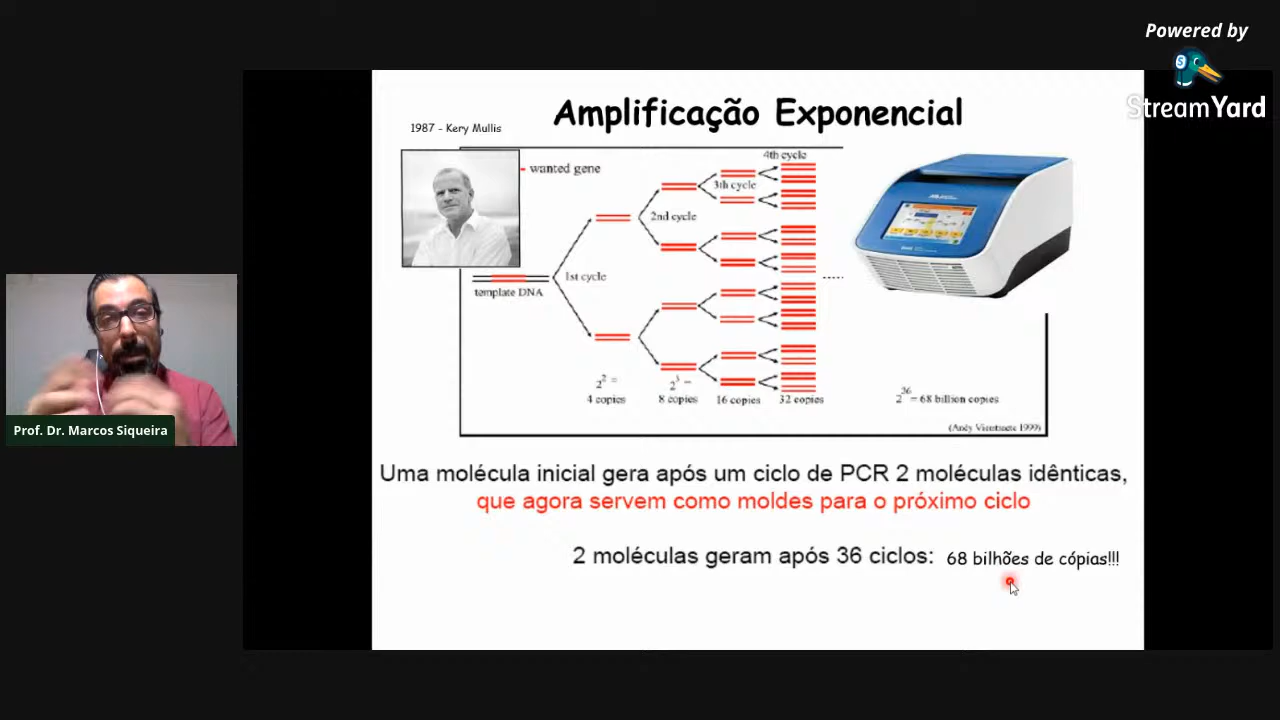 Powered by
StreamYard
Amplificação Exponencial
1987 - Kery Mullis
wanted gene
4th cycle
3th cycle
2nd cycle
1st cycle
template DNA
2² =
4 copies
2³ =
8 copies
16 copies
32 copies
2³⁶ = 68 billion copies
(Andy Vierstraete 1999)
Prof. Dr. Marcos Siqueira
Uma molécula inicial gera após um ciclo de PCR 2 moléculas idênticas,
que agora servem como moldes para o próximo ciclo
2 moléculas geram após 36 ciclos: 68 bilhões de cópias!!!